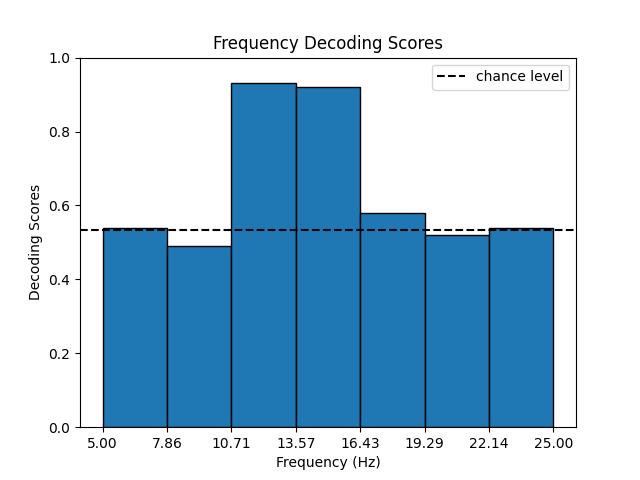 Frequency Decoding Scores
chance level
1.0
0.8
0.6
0.4
0.2
0.0
Decoding Scores
5.00 7.86 10.71 13.57 16.43 19.29 22.14 25.00
Frequency (Hz)